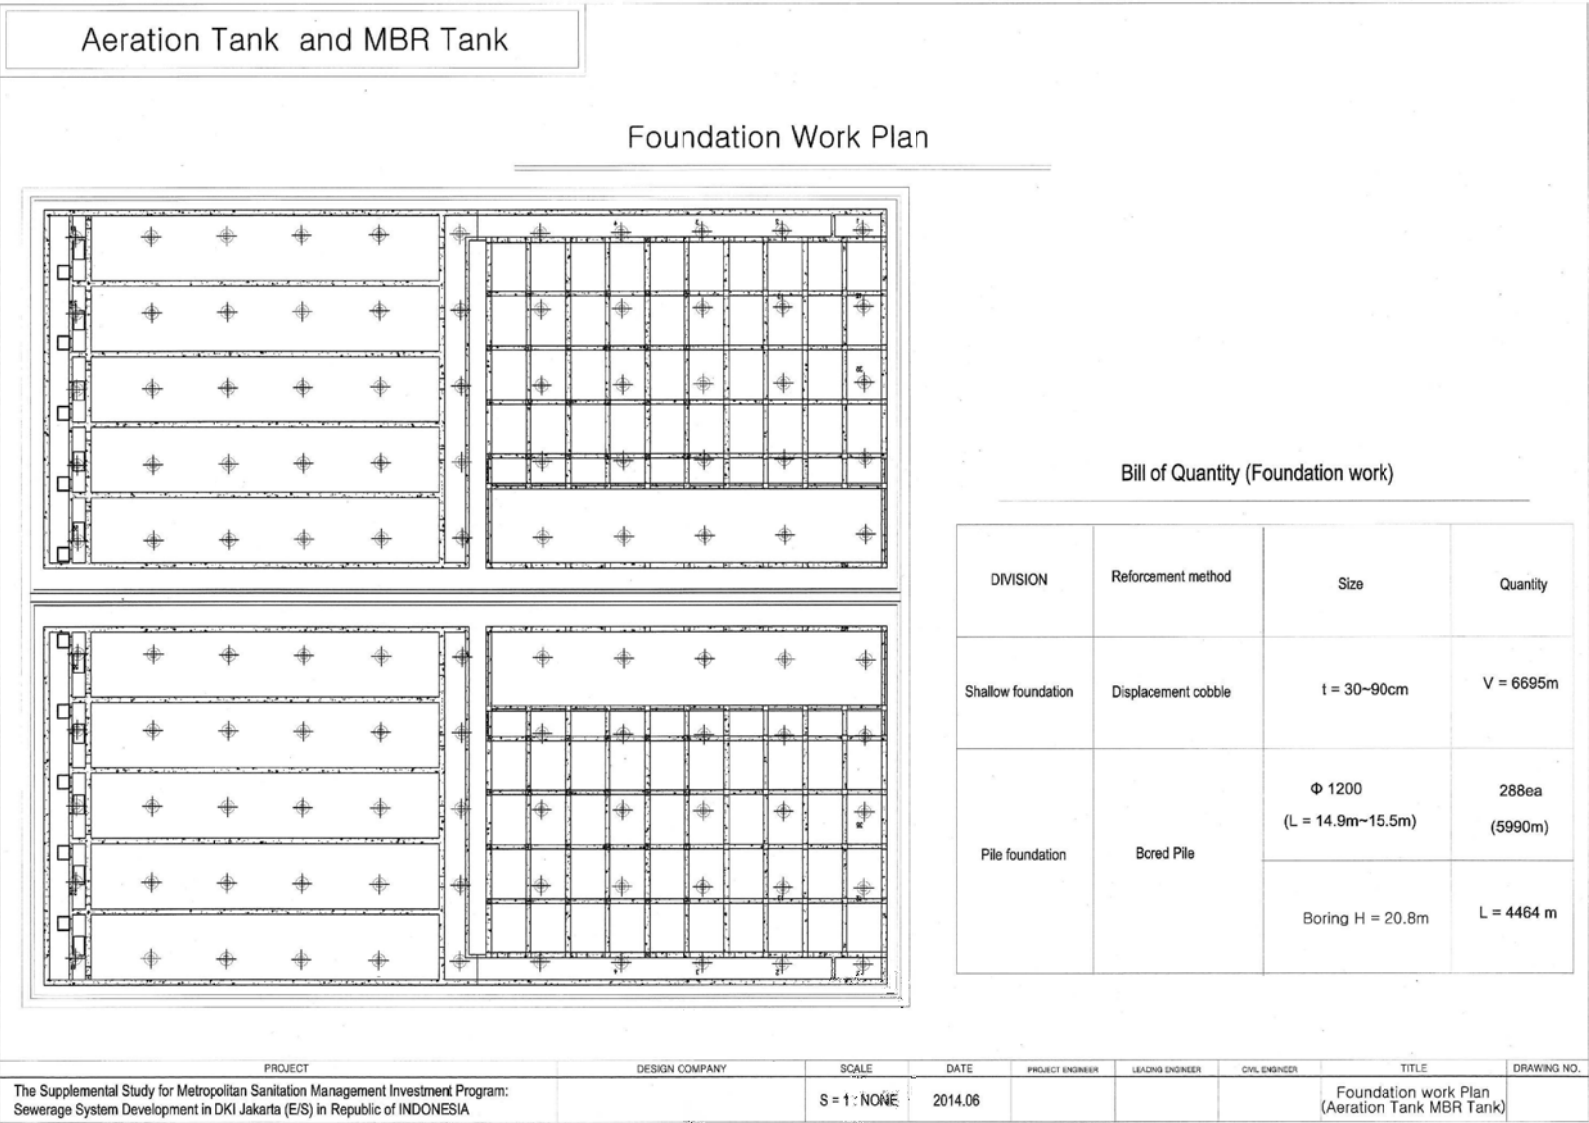 Aeration Tank and MBR Tank
Foundation Work Plan
Bill of Quantity (Foundation work)
DIVISION
Reforcement method
Size
Quantity
Shallow foundation
Displacement cobble
t = 30~90cm
V = 6695m
Pile foundation
Bored Pile
Φ 1200
(L = 14.9m~15.5m)
288ea
(5990m)
Boring H = 20.8m
L = 4464 m
PROJECT
DESIGN COMPANY
SCALE
DATE
PROJECT ENGINEER
LEADING ENGINEER
CIVIL ENGINEER
TITLE
DRAWING NO.
The Supplemental Study for Metropolitan Sanitation Management Investment Program:
Sewerage System Development in DKI Jakarta (E/S) in Republic of INDONESIA
S = 1 : NONE
2014.06
Foundation work Plan
(Aeration Tank MBR Tank)